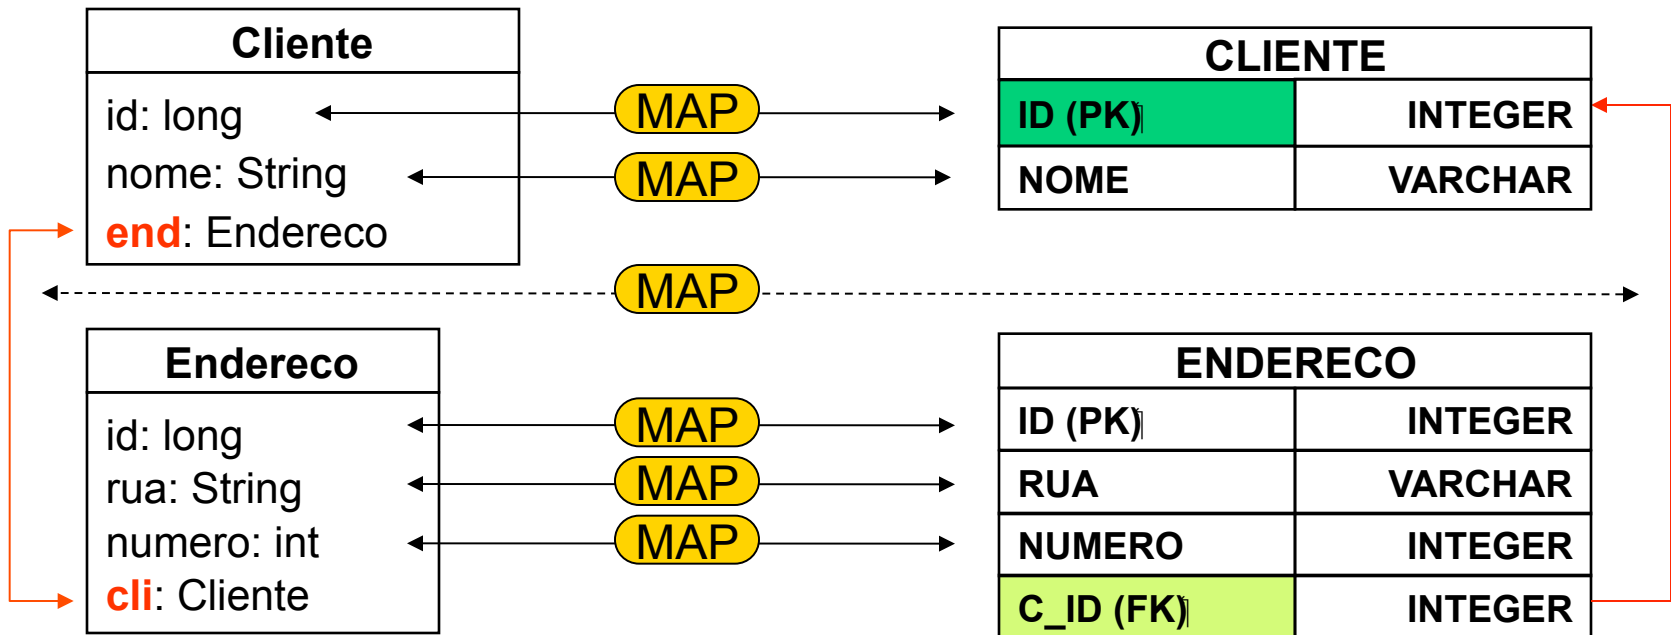 Cliente
id: long
nome: String
end: Endereco
MAP
MAP
CLIENTE
ID (PK) INTEGER
NOME VARCHAR
MAP
Endereco
id: long
rua: String
numero: int
cli: Cliente
MAP
MAP
MAP
ENDERECO
ID (PK) INTEGER
RUA VARCHAR
NUMERO INTEGER
C_ID (FK) INTEGER